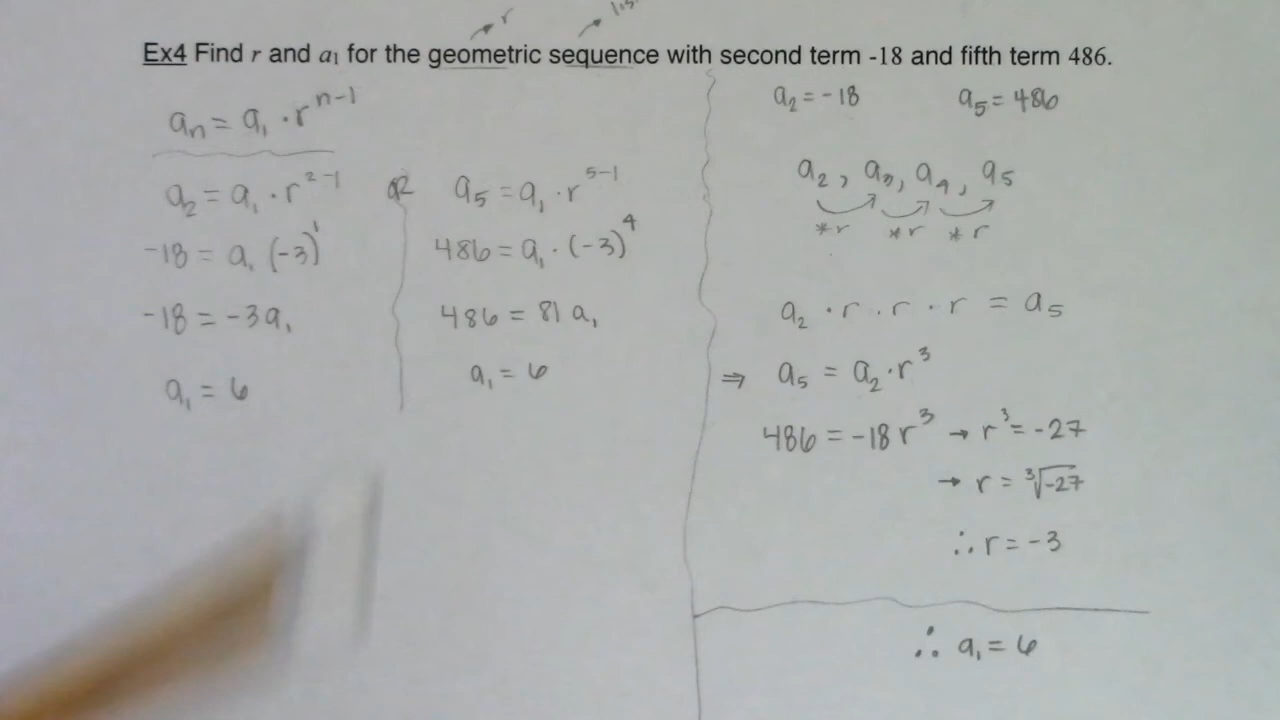 r
Ex4 Find r and a₁ for the geometric sequence with second term -18 and fifth term 486.
aₙ = a₁ · rⁿ⁻¹
a₂ = a₁ · r²⁻¹
-18 = a₁ (-3)¹
-18 = -3a₁
a₁ = 6
OR
a₅ = a₁ · r⁵⁻¹
486 = a₁ · (-3)⁴
486 = 81 a₁
a₁ = 6
a₂ = -18 a₅ = 486
a₂, a₃, a₄, a₅
*r *r *r
a₂ · r · r · r = a₅
⇒ a₅ = a₂ · r³
486 = -18 r³ → r³ = -27
→ r = ∛-27
∴ r = -3
∴ a₁ = 6